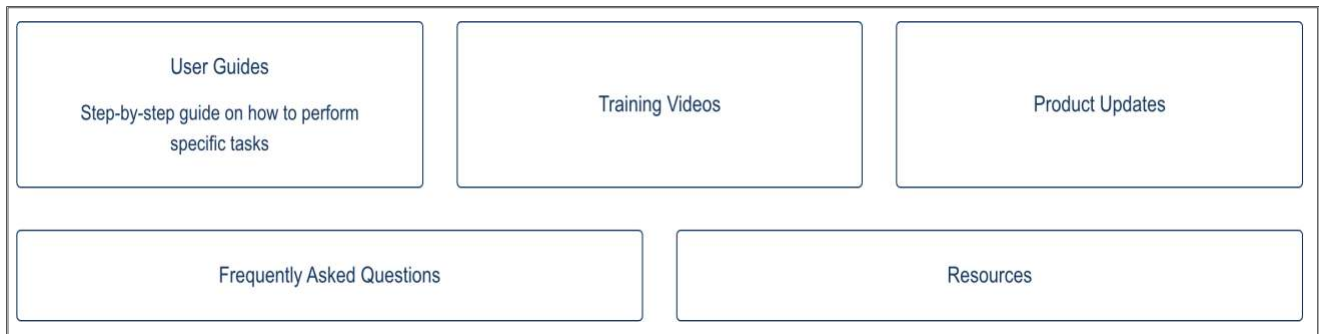 User Guides
Step-by-step guide on how to perform
specific tasks
Training Videos
Product Updates
Frequently Asked Questions
Resources